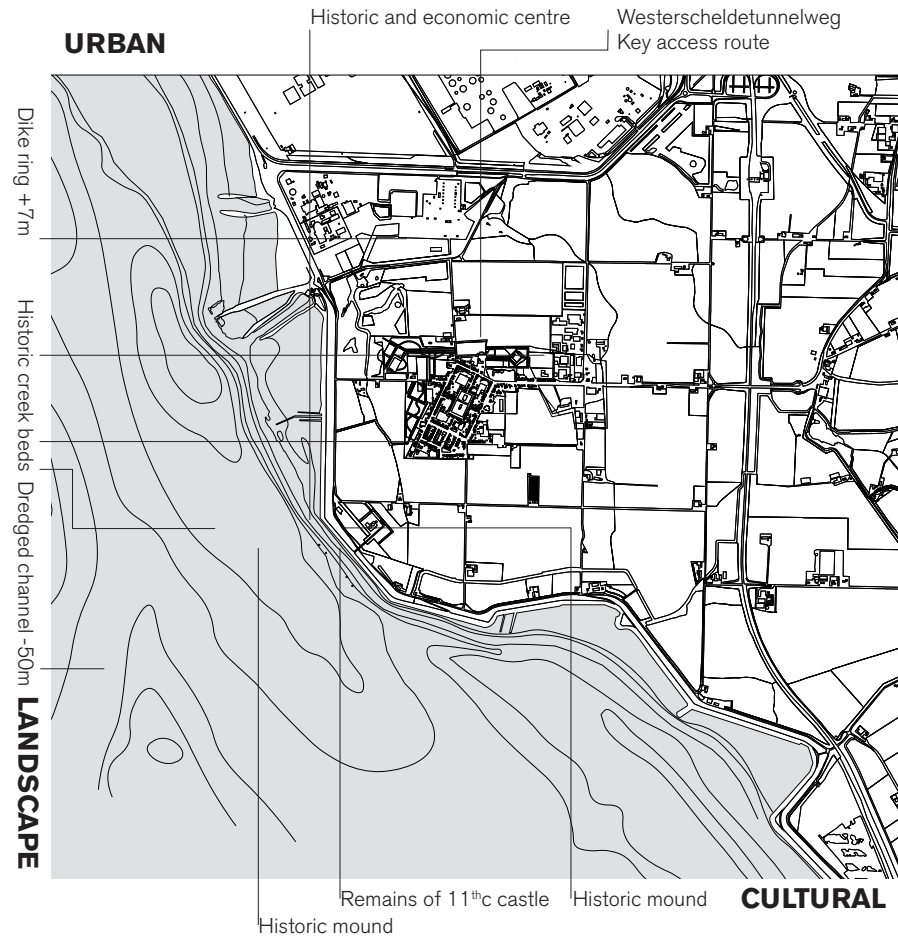 Historic and economic centre
Westerscheldetunnelweg
Key access route
URBAN
Dike ring +7m
Historic creek beds
Dredged channel -50m
LANDSCAPE
Remains of 11thc castle
Historic mound
CULTURAL
Historic mound